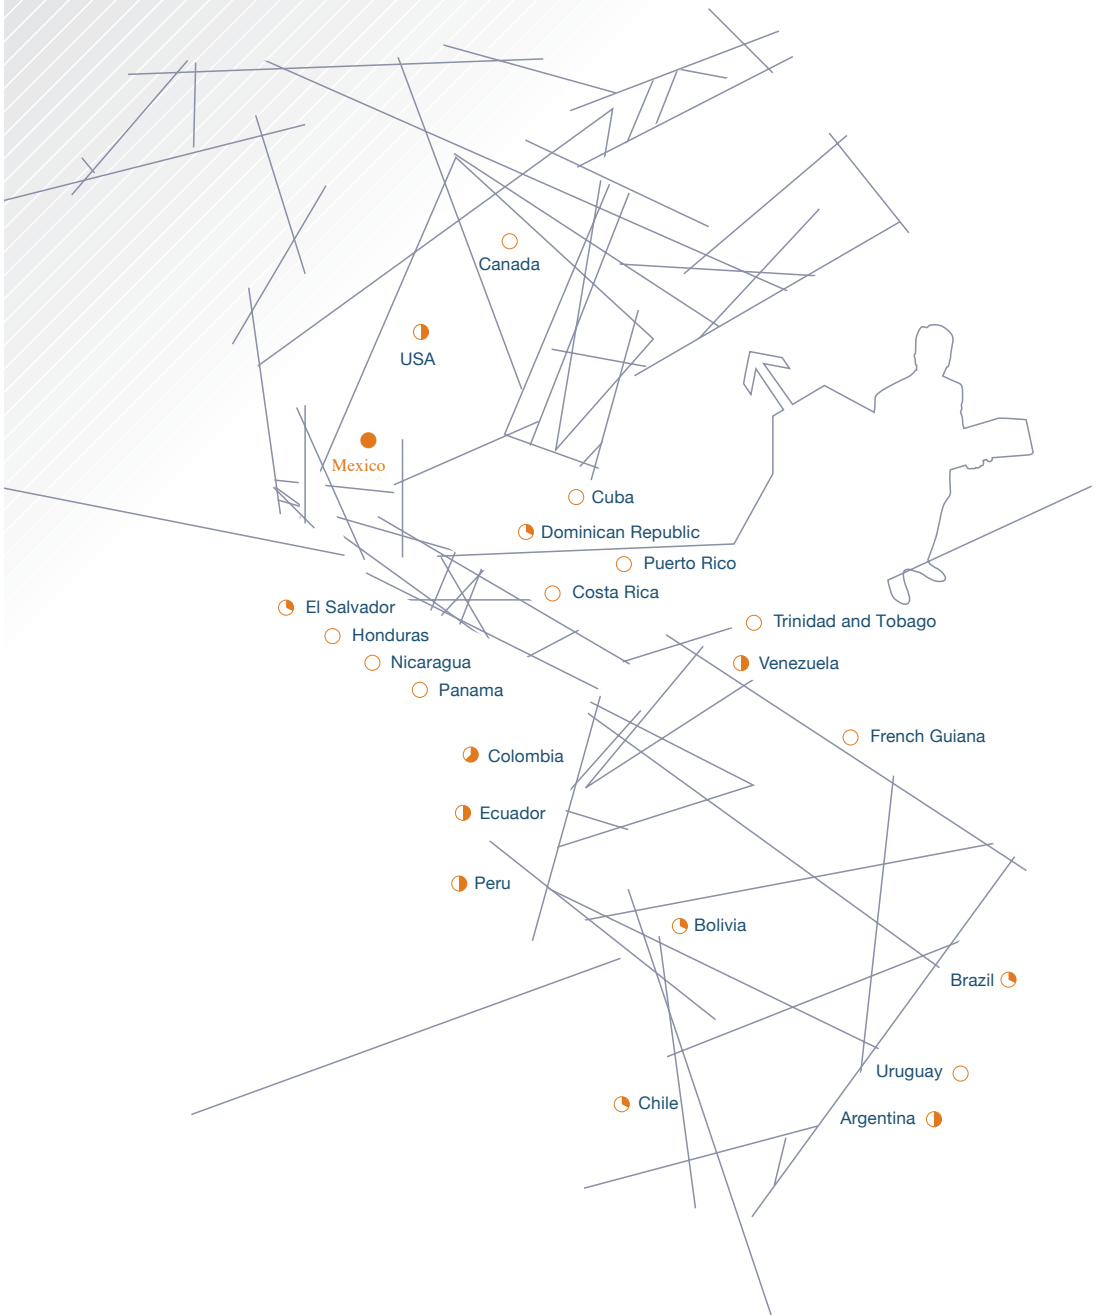 Canada
USA
Mexico
Cuba
Dominican Republic
Puerto Rico
Costa Rica
El Salvador
Trinidad and Tobago
Honduras
Nicaragua
Venezuela
Panama
French Guiana
Colombia
Ecuador
Peru
Bolivia
Brazil
Uruguay
Chile
Argentina